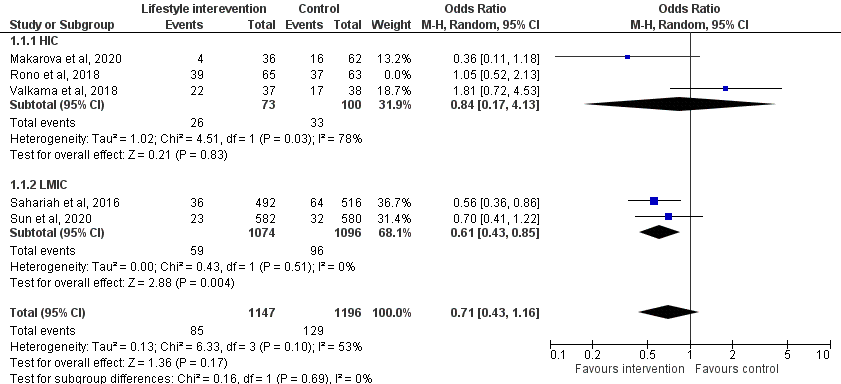 Lifestyle interevention Control Odds Ratio Odds Ratio
Study or Subgroup Events Total Events Total Weight M-H, Random, 95% CI M-H, Random, 95% CI
1.1.1 HIC
Makarova et al, 2020 4 36 16 62 13.2% 0.36 [0.11, 1.18]
Rono et al, 2018 39 65 37 63 0.0% 1.05 [0.52, 2.13]
Valkama et al, 2018 22 37 17 38 18.7% 1.81 [0.72, 4.53]
Subtotal (95% CI) 73 100 31.9% 0.84 [0.17, 4.13]
Total events 26 33
Heterogeneity: Tau² = 1.02; Chi² = 4.51, df = 1 (P = 0.03); I² = 78%
Test for overall effect: Z = 0.21 (P = 0.83)
1.1.2 LMIC
Sahariah et al, 2016 36 492 64 516 36.7% 0.56 [0.36, 0.86]
Sun et al, 2020 23 582 32 580 31.4% 0.70 [0.41, 1.22]
Subtotal (95% CI) 1074 1096 68.1% 0.61 [0.43, 0.85]
Total events 59 96
Heterogeneity: Tau² = 0.00; Chi² = 0.43, df = 1 (P = 0.51); I² = 0%
Test for overall effect: Z = 2.88 (P = 0.004)
Total (95% CI) 1147 1196 100.0% 0.71 [0.43, 1.16]
Total events 85 129
Heterogeneity: Tau² = 0.13; Chi² = 6.33, df = 3 (P = 0.10); I² = 53%
Test for overall effect: Z = 1.36 (P = 0.17)
Test for subgroup differences: Chi² = 0.16, df = 1 (P = 0.69), I² = 0%
0.1 0.2 0.5 1 2 5 10
Favours intervention Favours control